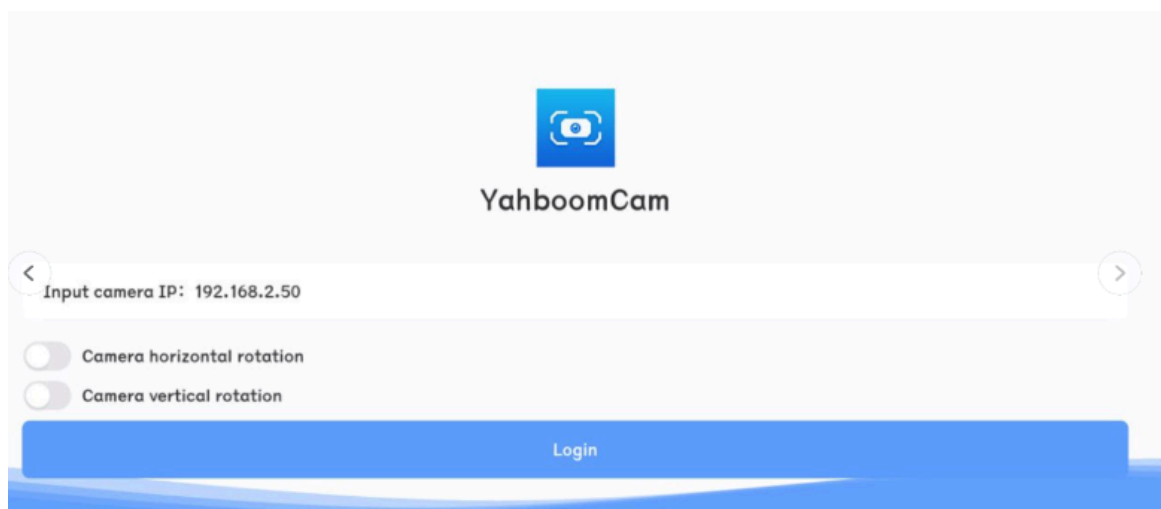 YahboomCam
Input camera IP: 192.168.2.50
Camera horizontal rotation
Camera vertical rotation
Login